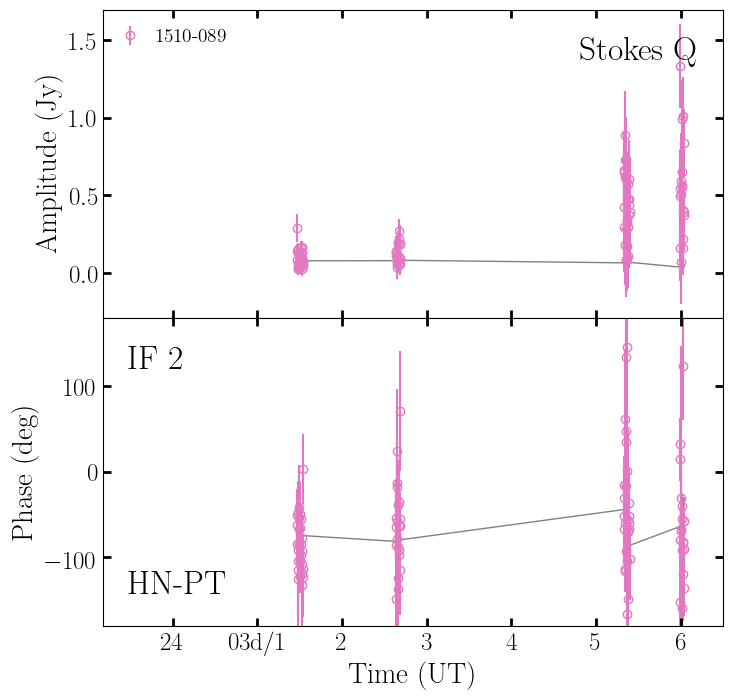 1510-089
Stokes Q
1.5
1.0
0.5
0.0
Amplitude (Jy)
IF 2
100
0
−100
Phase (deg)
HN-PT
24 03d/1 2 3 4 5 6
Time (UT)